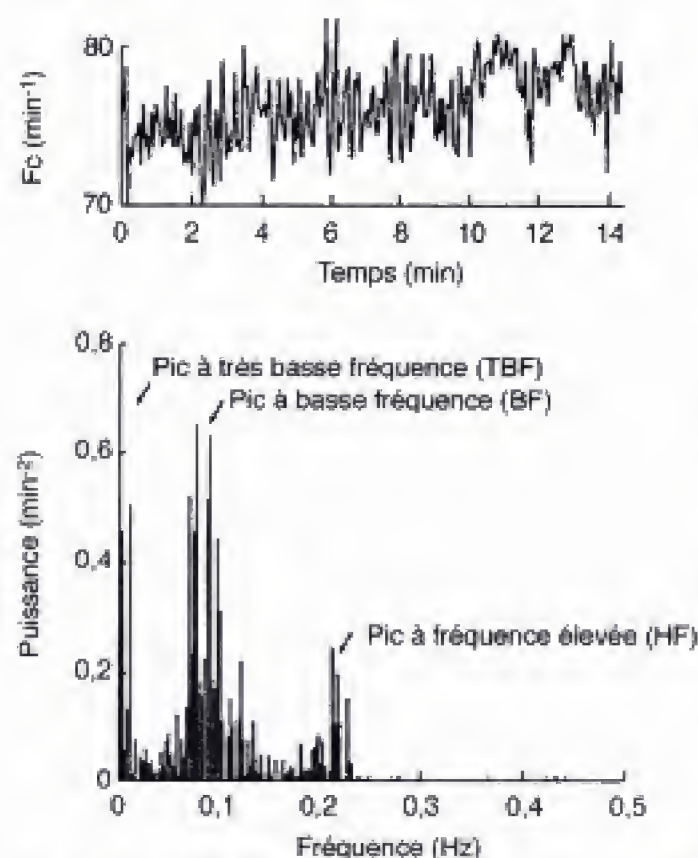 80
Fc (min-1)
70
0 2 4 6 8 10 12 14
Temps (min)
0,8
Pic à très basse fréquence (TBF)
Pic à basse fréquence (BF)
0,6
Puissance (min-2)
0,4
Pic à fréquence élevée (HF)
0,2
0
0 0,1 0,2 0,3 0,4 0,5
Fréquence (Hz)